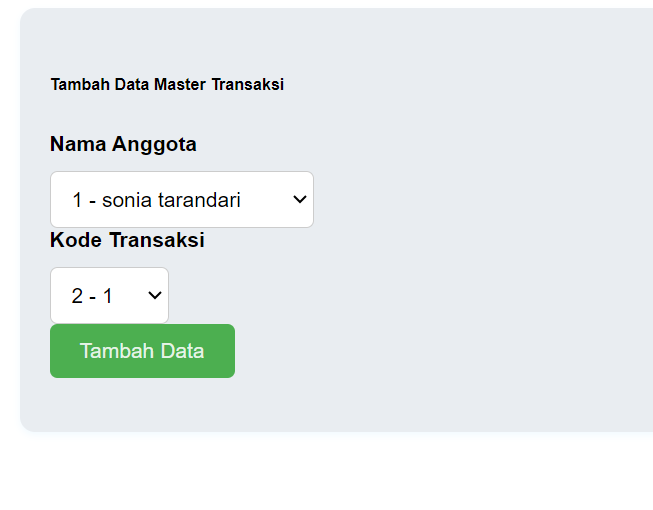 Tambah Data Master Transaksi
Nama Anggota
1 - sonia tarandari
Kode Transaksi
2 - 1
Tambah Data